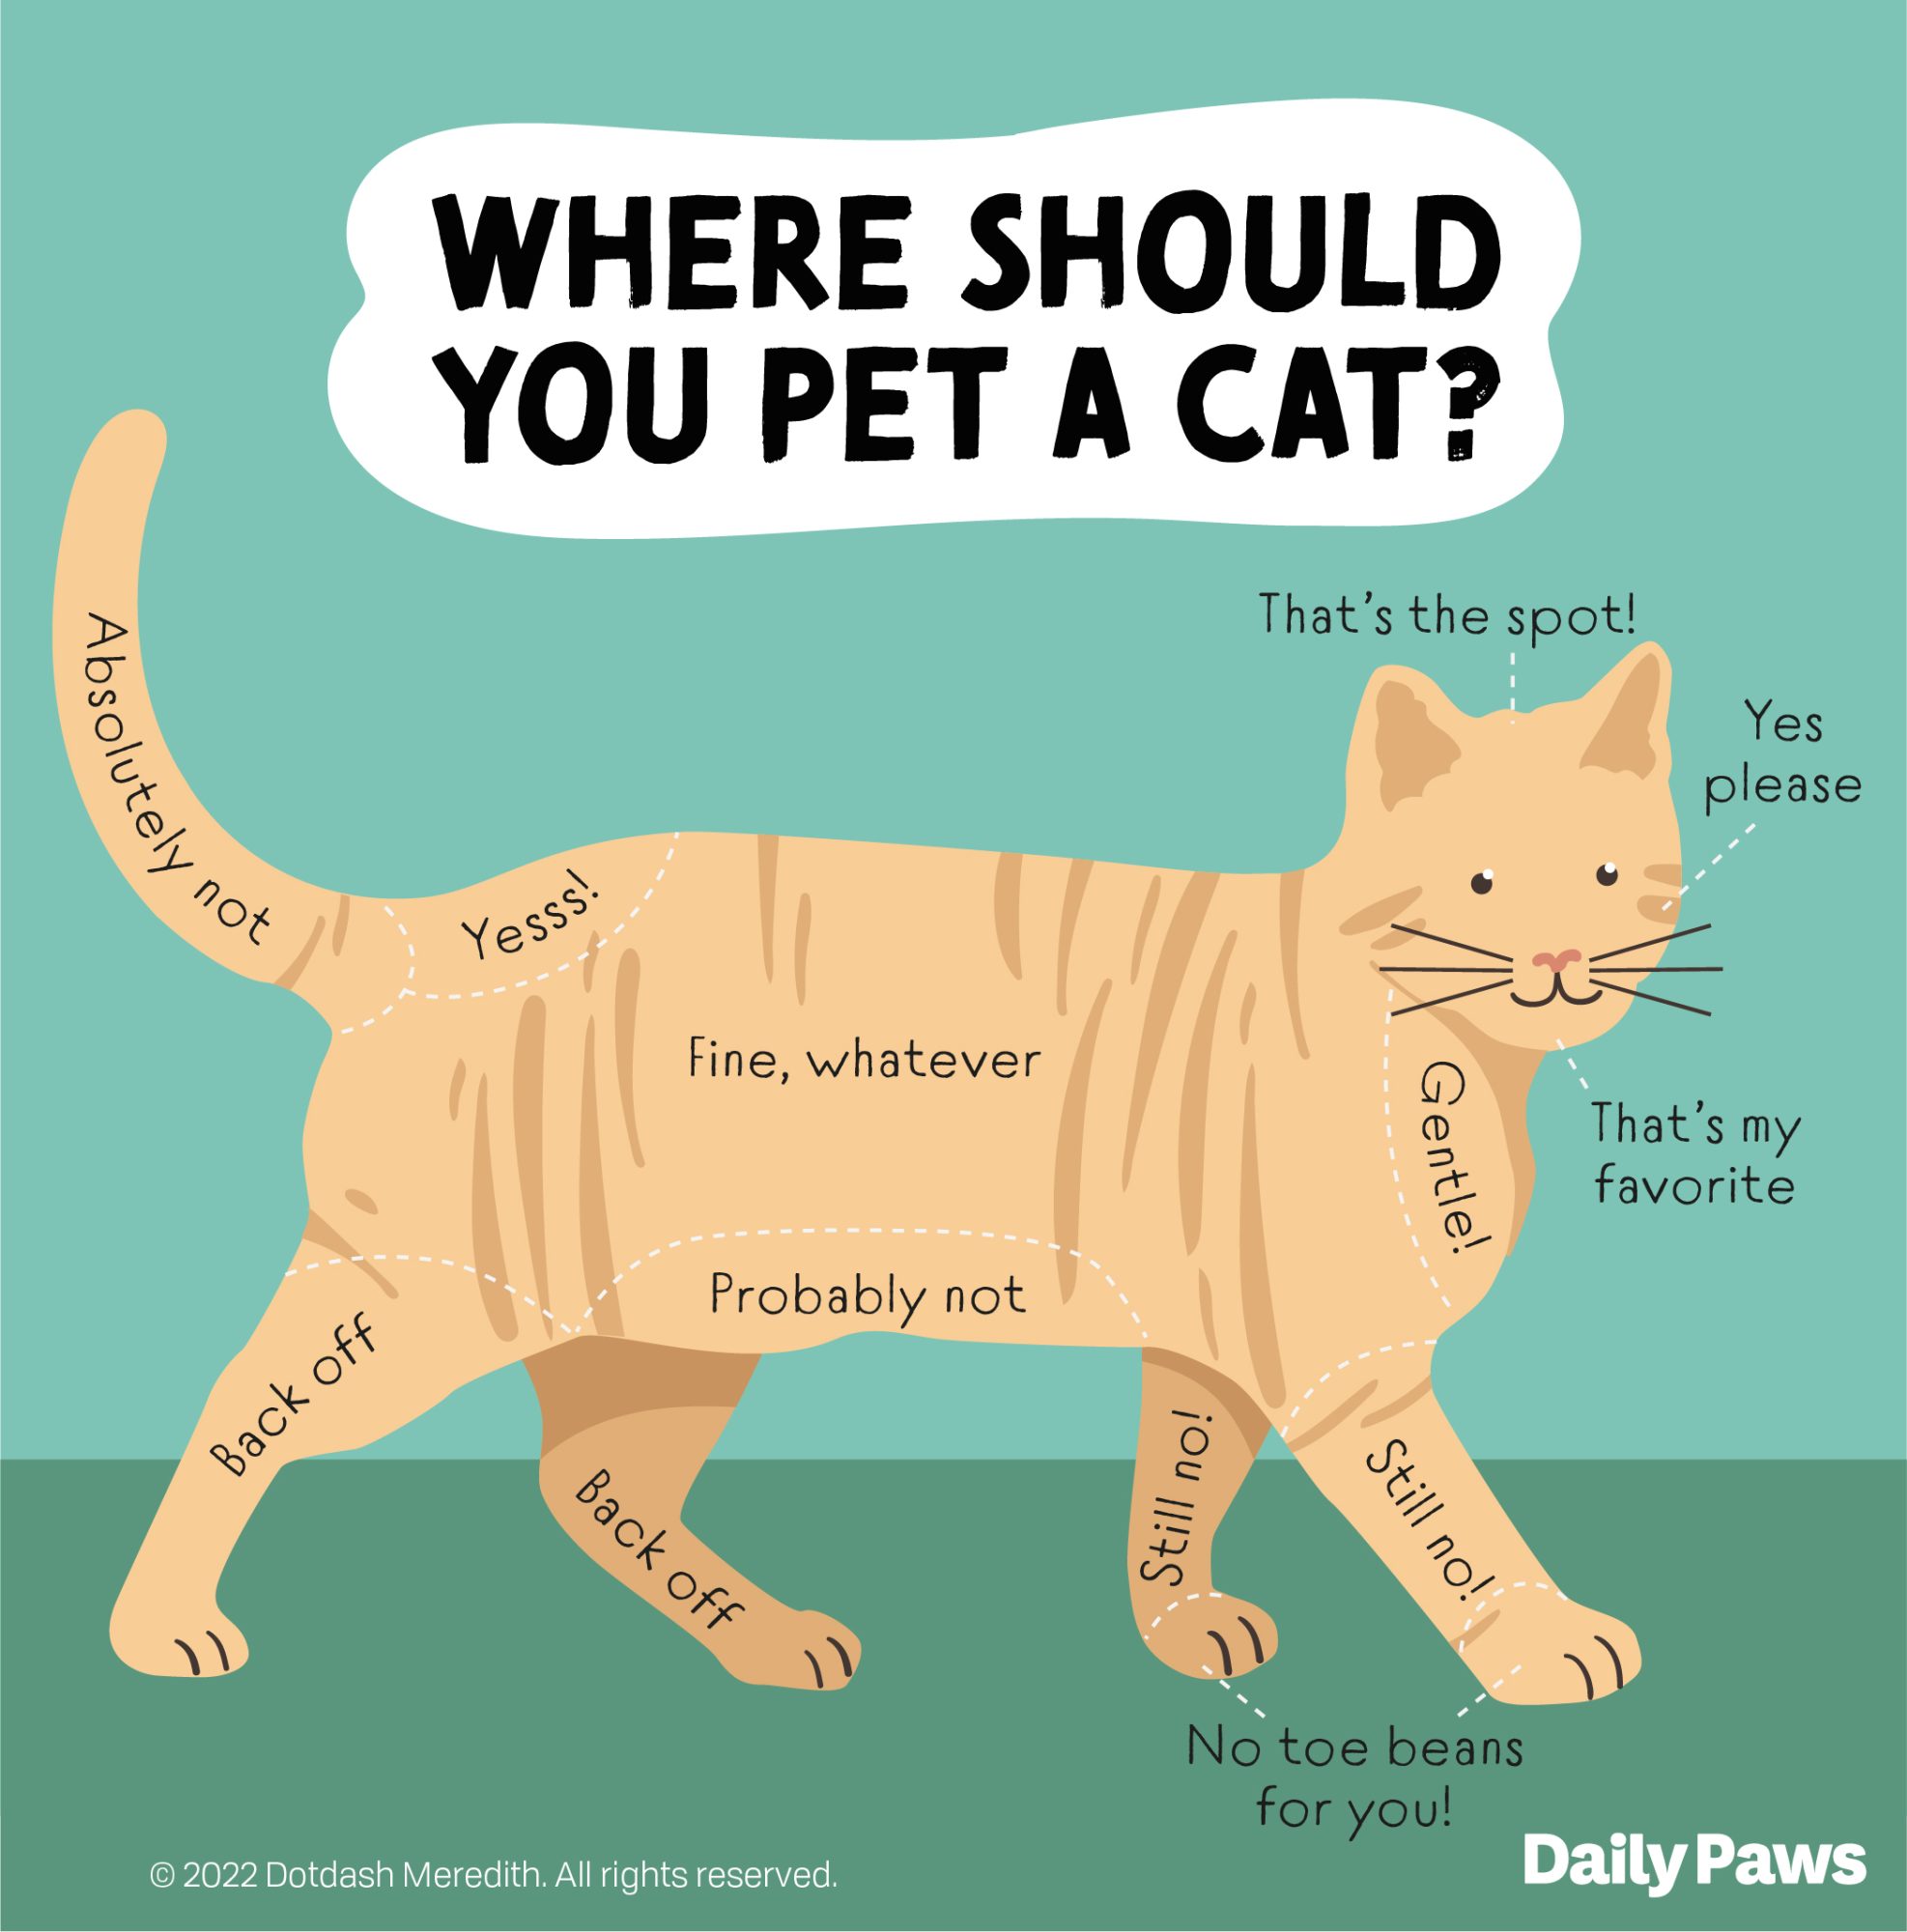 WHERE SHOULD
YOU PET A CAT?
That's the spot!
Yes
please
Absolutely not
Yesss!
Fine, whatever
Gentle!
That's my
favorite
Probably not
Back off
Back off
Still no!
Still no!
No toe beans
for you!
© 2022 Dotdash Meredith. All rights reserved.
Daily Paws